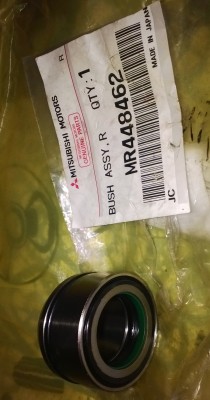 R
MITSUBISHI MOTORS
GENUINE PARTS
QTY: 1
BUSH ASSY, R
MR448462
MADE IN JAPAN
JC